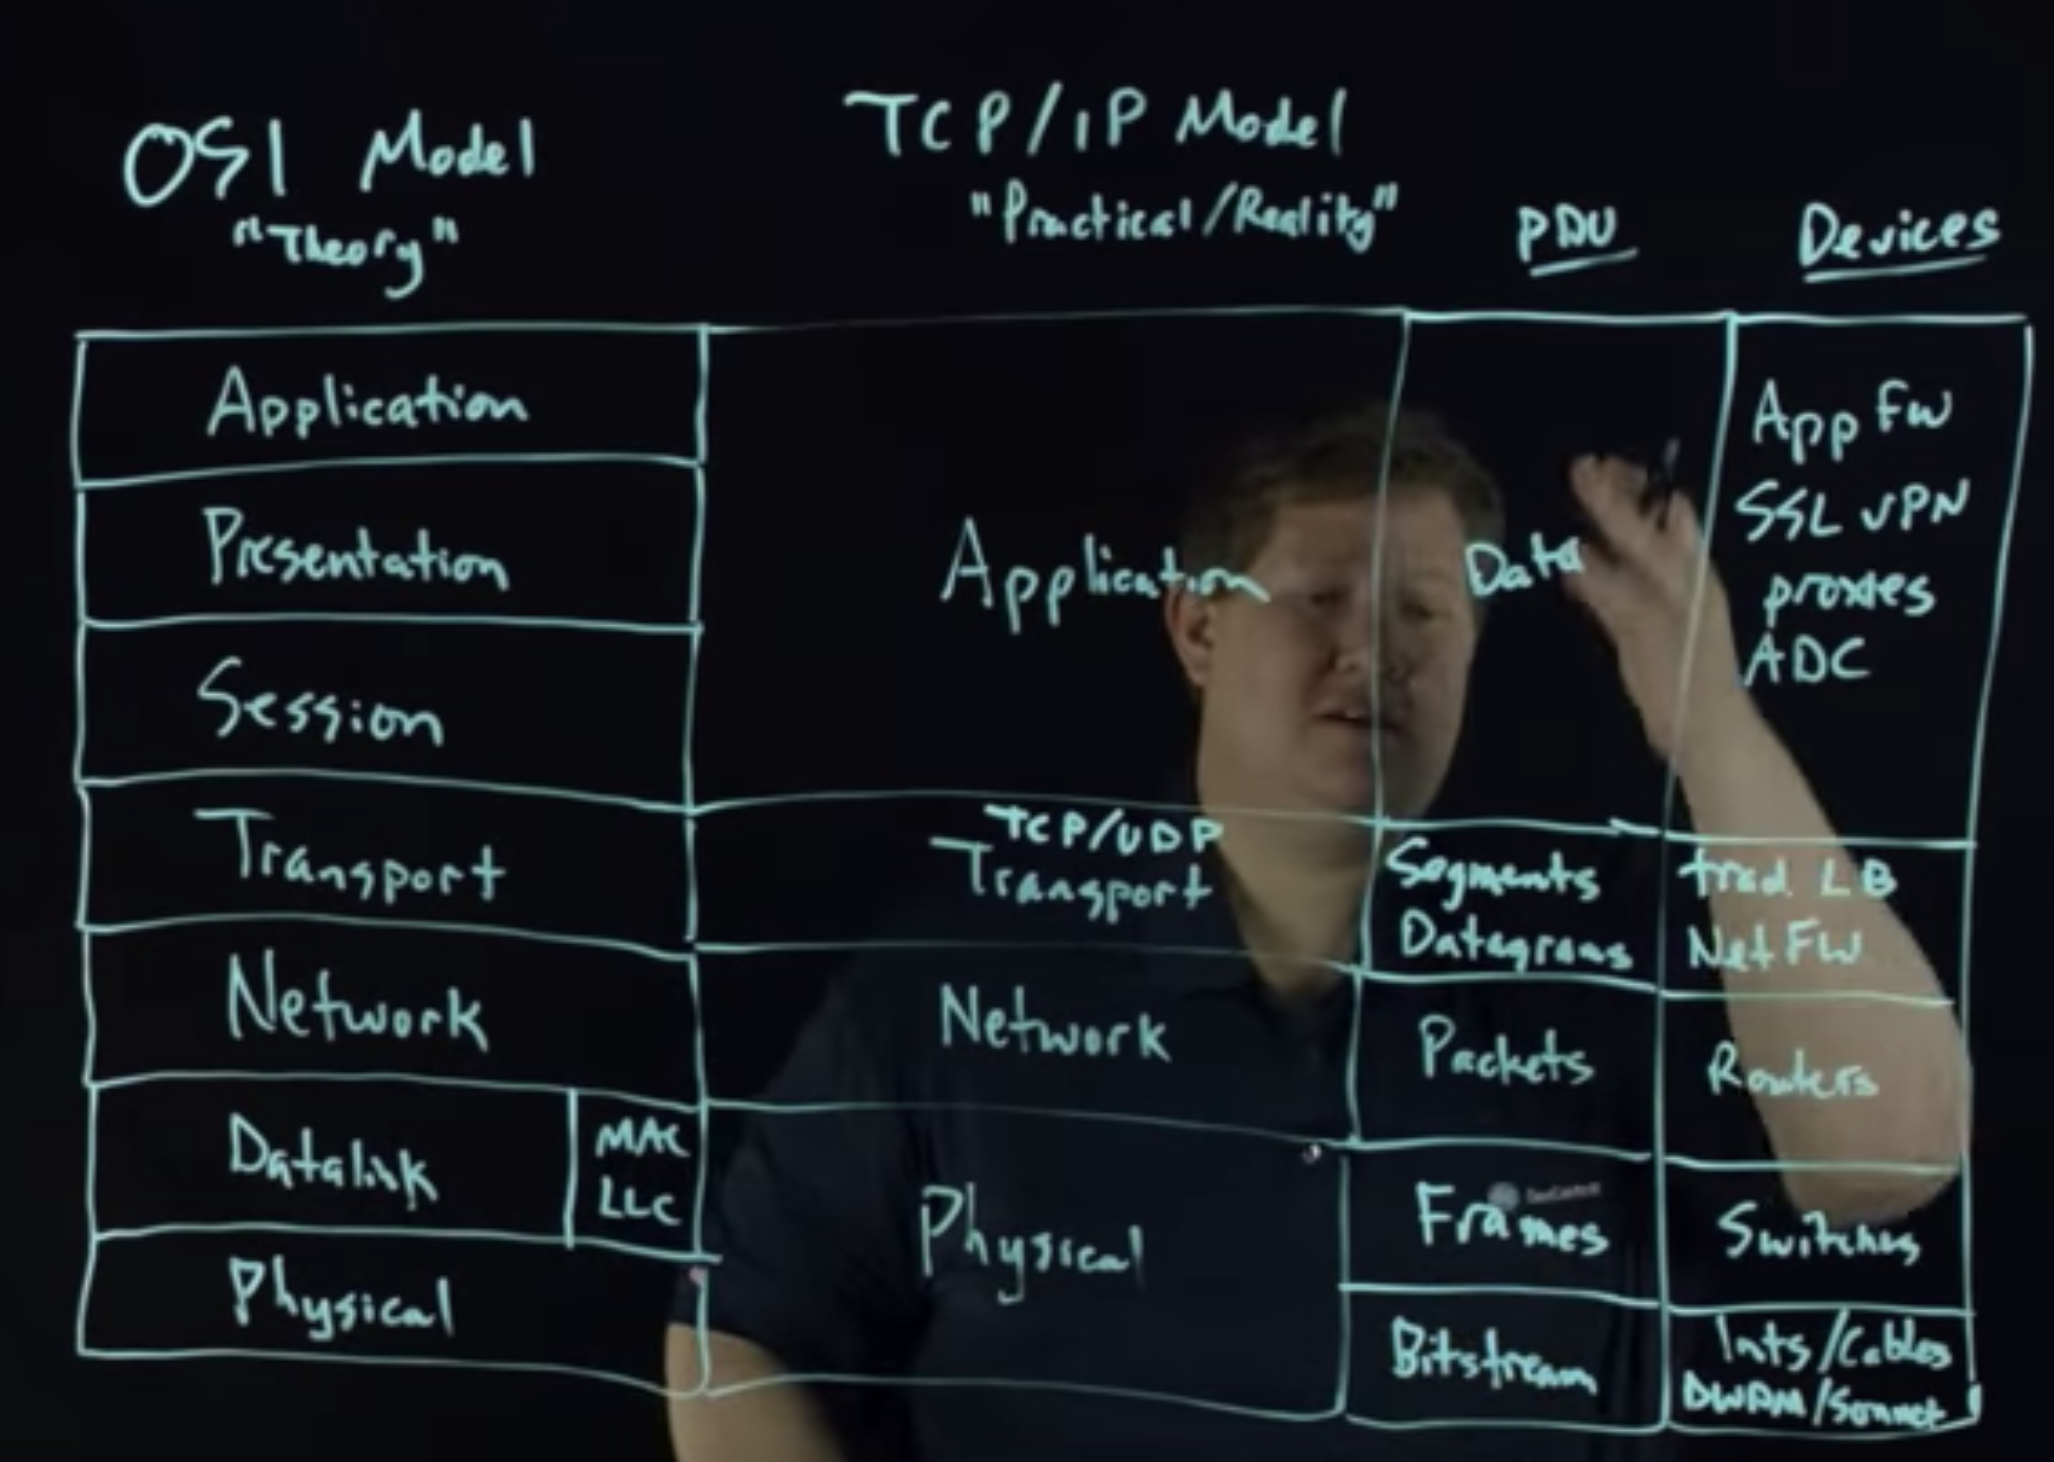 OSI Model
"Theory"
TCP/IP Model
"Practical/Reality"
PDU
Devices
Application
Presentation
Session
Transport
Network
Datalink
MAC
LLC
Physical
Application
TCP/UDP
Transport
Network
Physical
Data
Segments
Datagrams
Packets
Frames
Bitstream
App FW
SSL VPN
proxies
ADC
trad. LB
Net FW
Routers
Switches
Ints/Cables
DWDM/Sonnet